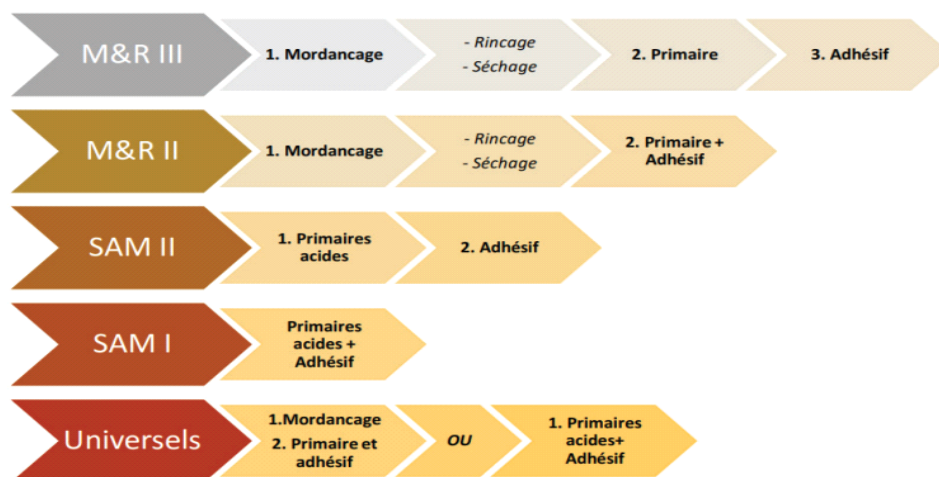 M&R III
1. Mordancage
- Rincage
- Séchage
2. Primaire
3. Adhésif
M&R II
1. Mordancage
- Rincage
- Séchage
2. Primaire +
Adhésif
SAM II
1. Primaires
acides
2. Adhésif
SAM I
Primaires
acides +
Adhésif
Universels
1.Mordancage
2. Primaire et
adhésif
OU
1. Primaires
acides+
Adhésif